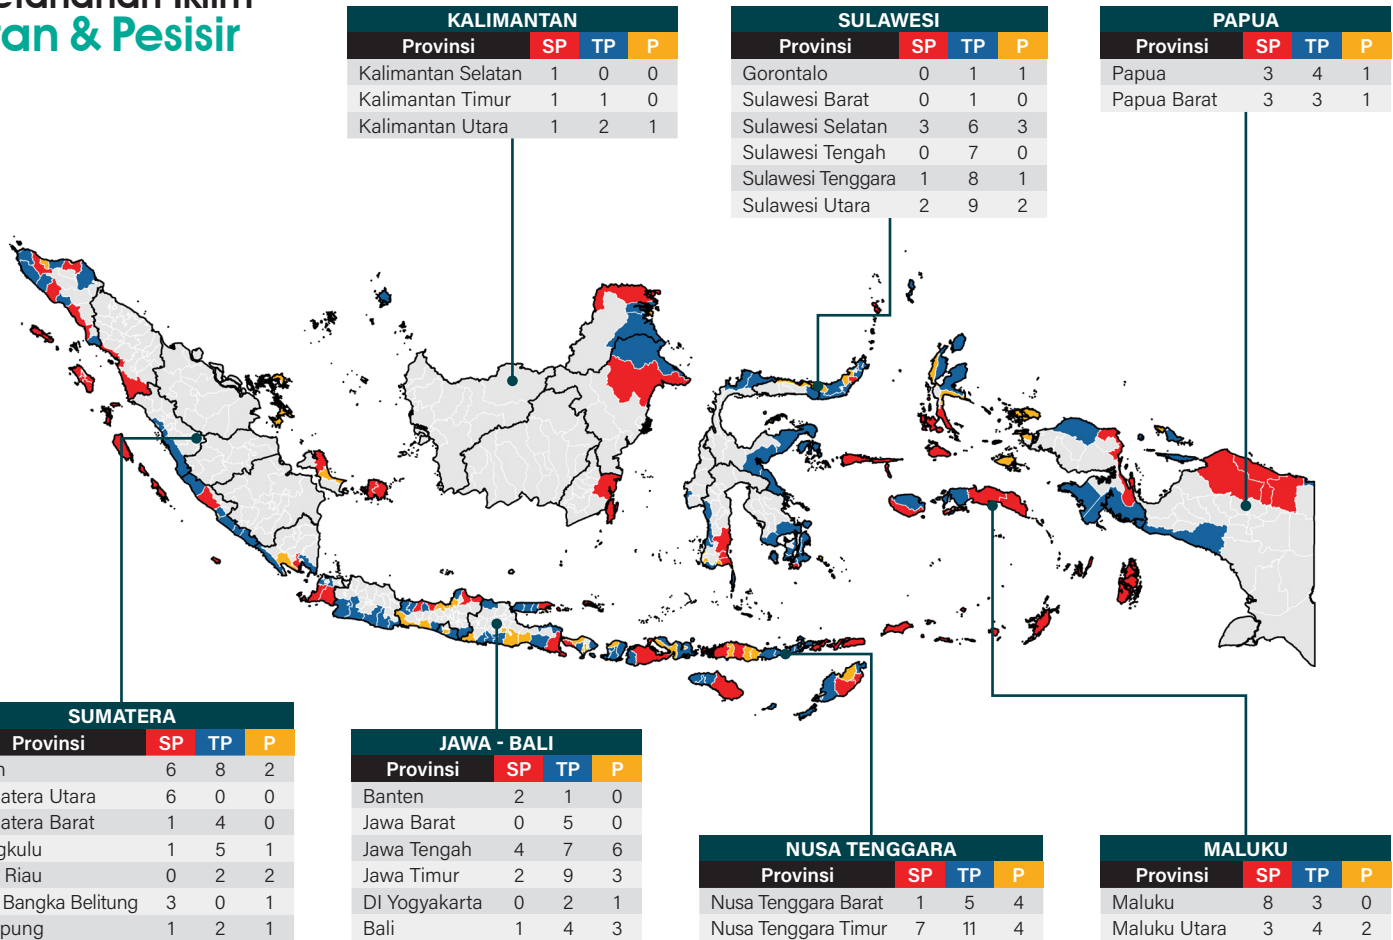 & Pesisir
KALIMANTAN
Provinsi SP TP P
Kalimantan Selatan 1 0 0
Kalimantan Timur 1 1 0
Kalimantan Utara 1 2 1
SULAWESI
Provinsi SP TP P
Gorontalo 0 1 1
Sulawesi Barat 0 1 0
Sulawesi Selatan 3 6 3
Sulawesi Tengah 0 7 0
Sulawesi Tenggara 1 8 1
Sulawesi Utara 2 9 2
PAPUA
Provinsi SP TP P
Papua 3 4 1
Papua Barat 3 3 1
SUMATERA
Provinsi SP TP P
6 8 2
atera Utara 6 0 0
atera Barat 1 4 0
gkulu 1 5 1
Riau 0 2 2
Bangka Belitung 3 0 1
pung 1 2 1
JAWA - BALI
Provinsi SP TP P
Banten 2 1 0
Jawa Barat 0 5 0
Jawa Tengah 4 7 6
Jawa Timur 2 9 3
DI Yogyakarta 0 2 1
Bali 1 4 3
NUSA TENGGARA
Provinsi SP TP P
Nusa Tenggara Barat 1 5 4
Nusa Tenggara Timur 7 11 4
MALUKU
Provinsi SP TP P
Maluku 8 3 0
Maluku Utara 3 4 2